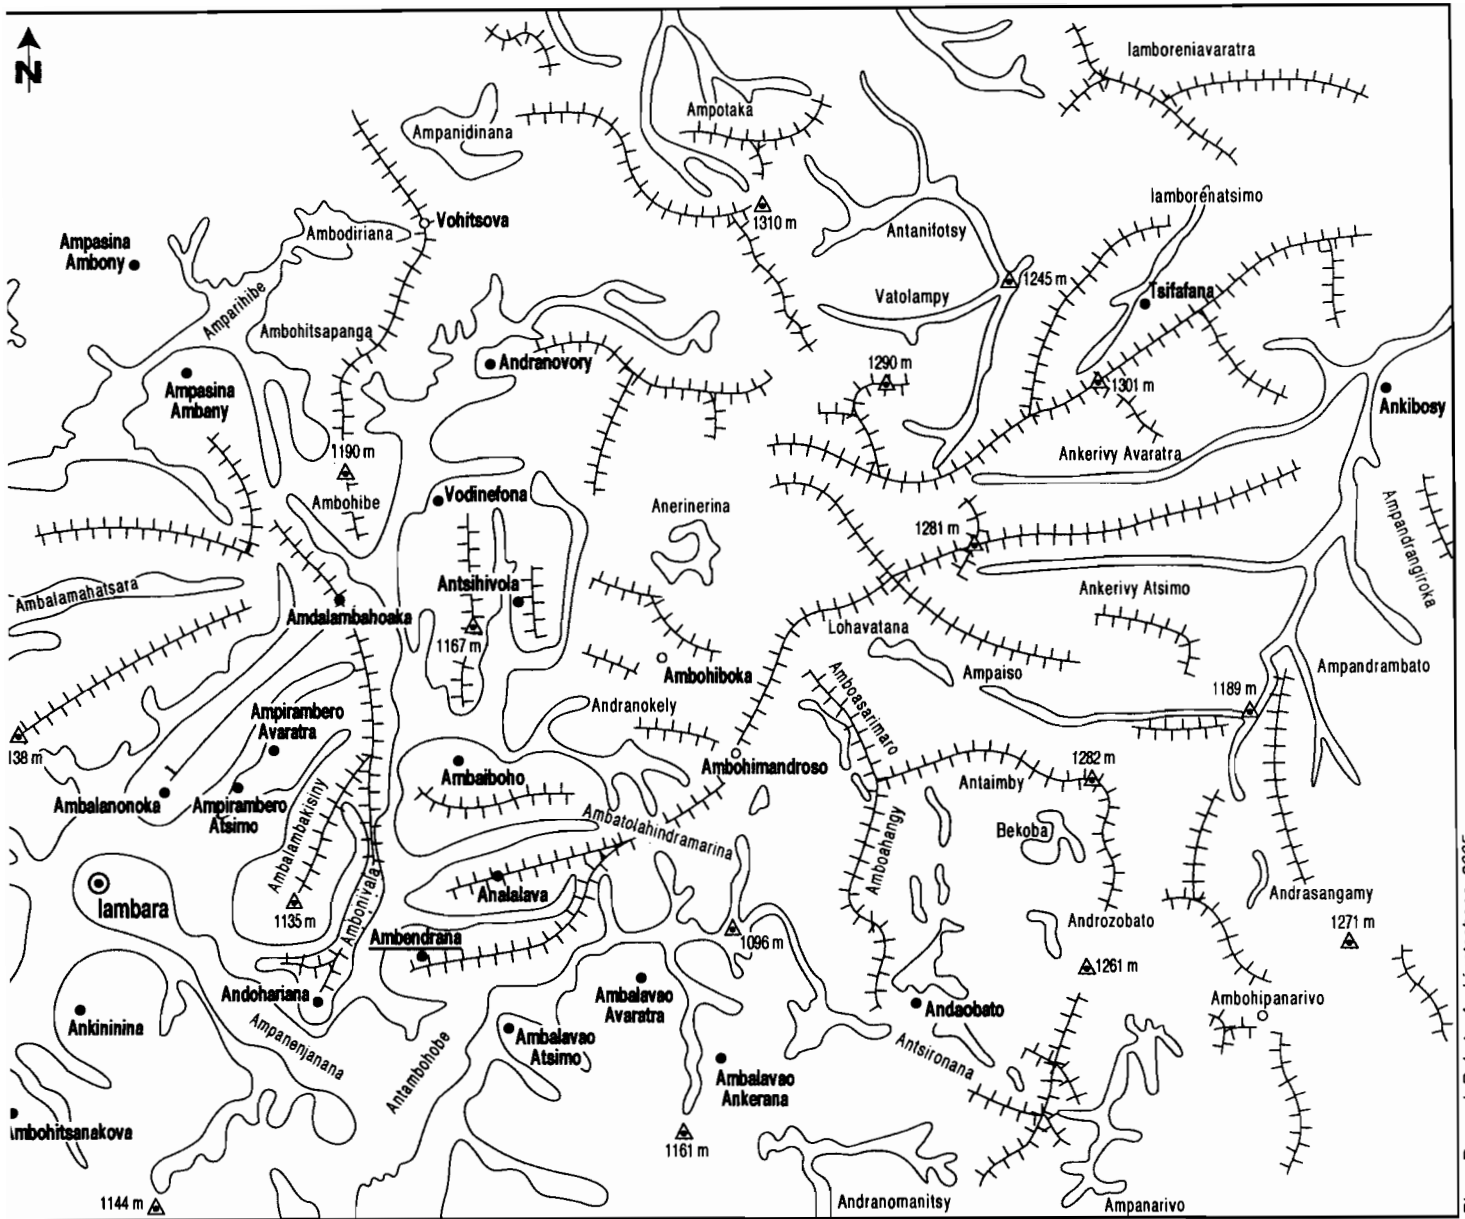 N
Iamboreniavaratra
Ampotaka
Ampanidinana
Iamborenatsimo
Vohitsova
1310 m
Ambodiriana
Antanifotsy
Ampasina
Ambony
1245 m
Tsifafana
Vatolampy
Amparihibe
Ambohitsapanga
Andranovory
1290 m
1301 m
Ampasina
Ambany
Ankibosy
1190 m
Ankerivy Avaratra
Ambohibe
Vodinefona
Anerinerina
1281 m
Ampandrangiroka
Antsihivola
Ankerivy Atsimo
Ambalamahatsara
Amdalambahoaka
Lohavatana
1167 m
Ambohiboka
Ampaiso
Ampandrambato
Amboasarimaro
1189 m
Andranokely
Ampirambero
Avaratra
138 m
Ambohimandroso
1282 m
Ambaiboho
Antaimby
Ambalanonoka
Ampirambero
Atsimo
Ambalambakisiny
Ambatolahindramarina
Bekoba
Amboahangy
Analalava
Andrasangamy
Iambara
1135 m
Ambonivala
Androzobato
Ambendrana
1096 m
1271 m
1261 m
Andohariana
Ambalavao
Avaratra
Andaobato
Ambohipanarivo
Ankininina
Ampanenjanana
Antambohobe
Ambalavao
Atsimo
Antsironana
Ambalavao
Ankerana
Ambohitsanakova
1161 m
1144 m
Andranomanitsy
Ampanarivo